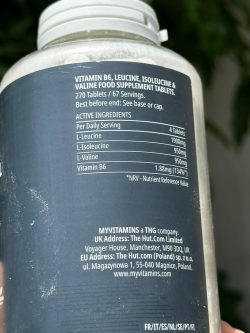 VITAMIN B6, LEUCINE, ISOLEUCINE &
VALINE FOOD SUPPLEMENT TABLETS.
270 Tablets / 67 Servings.
Best before end: See base or cap.
ACTIVE INGREDIENTS
Per Daily Serving 4 Tablets
L-Leucine 1900mg
L-Isoleucine 950mg
L-Valine 950mg
Vitamin B6 1.88mg (134%*)
*NRV - Nutrient Reference Value
MYVITAMINS a THG company.
UK Address: The Hut.Com Limited
Voyager House, Manchester, M90 3DQ, UK
EU Address: The Hut.com (Poland) sp. z o.o.
ul. Magazynowa 1, 55-040 Magnice, Poland.
www.myvitamins.com
FR/IT/ES/NL/SE/PT/FI